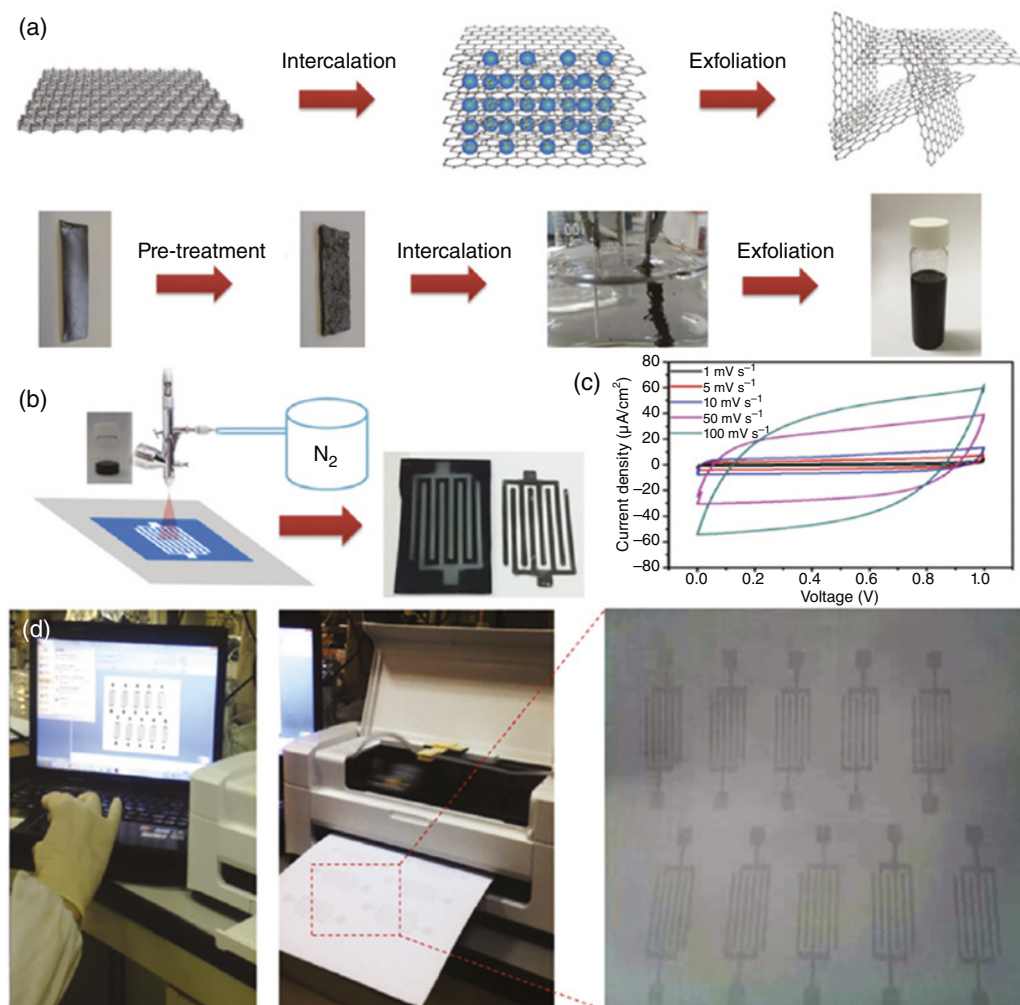 (a)
Intercalation
Exfoliation
Pre-treatment
Intercalation
Exfoliation
(b)
N₂
(c)
80
60
40
20
0
–20
–40
–60
–80
Current density (µA/cm²)
1 mV s⁻¹
5 mV s⁻¹
10 mV s⁻¹
50 mV s⁻¹
100 mV s⁻¹
0.0 0.2 0.4 0.6 0.8 1.0
Voltage (V)
(d)